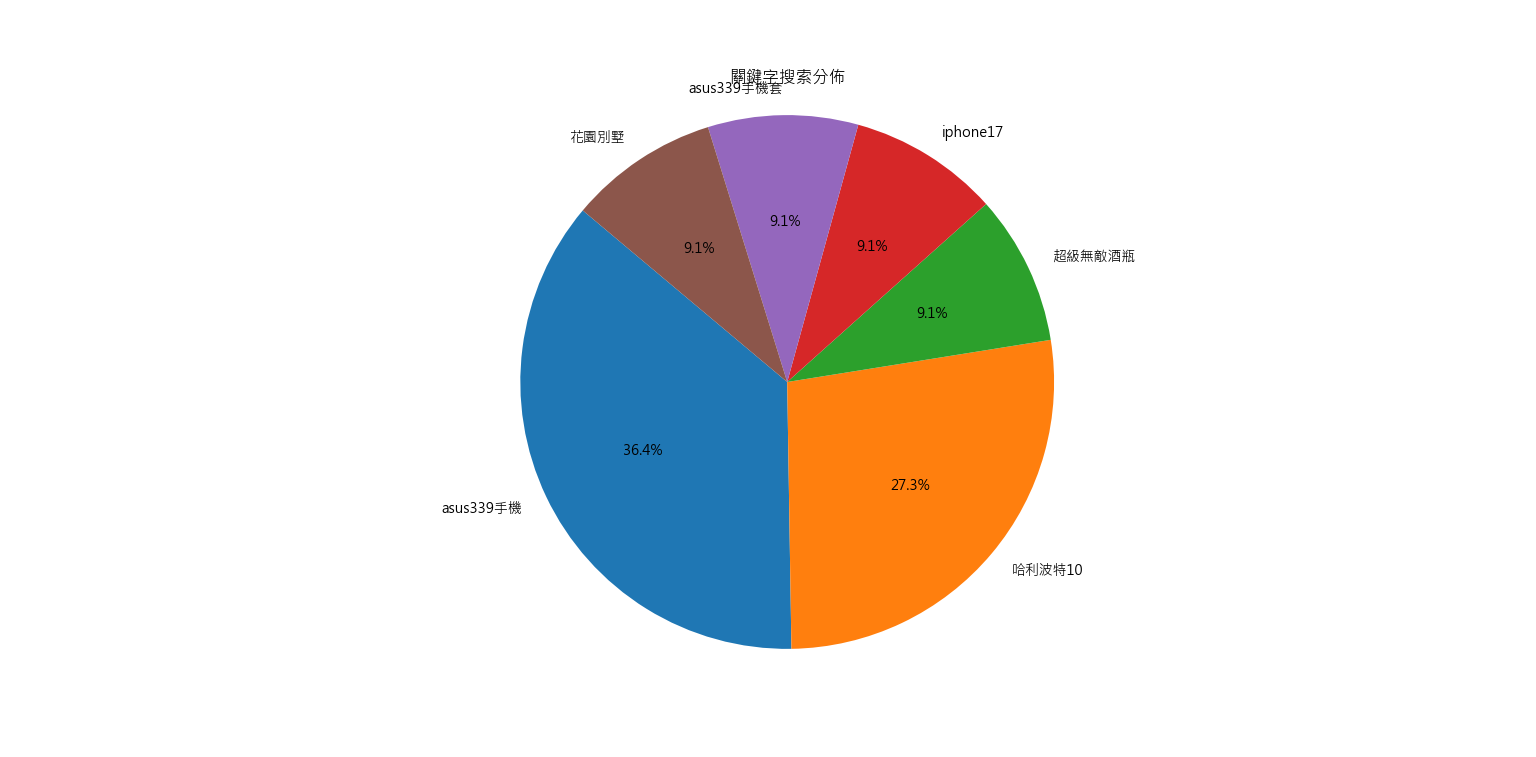 關鍵字搜索分佈
asus339手機套
iphone17
花園別墅
超級無敵酒瓶
9.1%
9.1%
9.1%
9.1%
36.4%
27.3%
asus339手機
哈利波特10